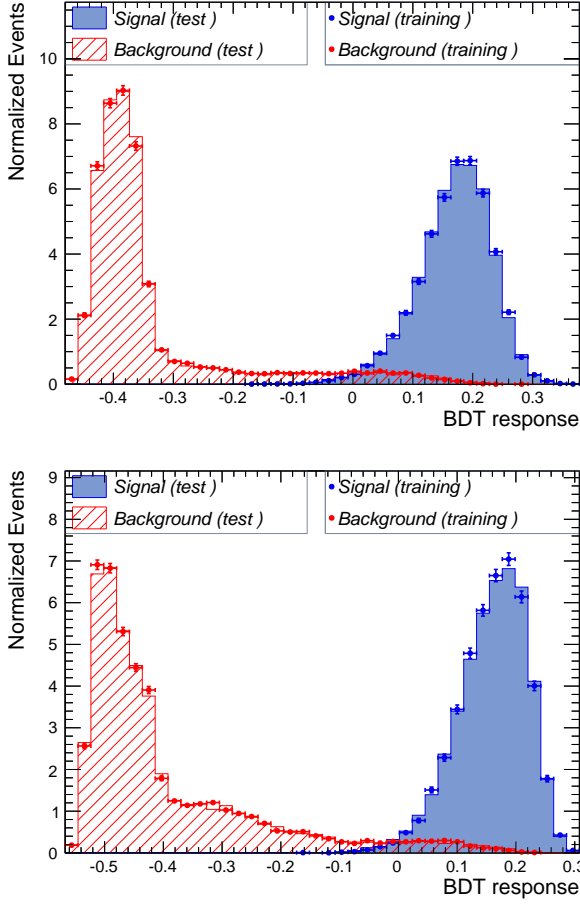 Signal (test )
Signal (training )
Background (test )
Background (training )
Normalized Events
10
8
6
4
2
0
-0.4 -0.3 -0.2 -0.1 0 0.1 0.2 0.3
BDT response
Signal (test )
Signal (training )
Background (test )
Background (training )
Normalized Events
9
8
7
6
5
4
3
2
1
0
-0.5 -0.4 -0.3 -0.2 -0.1 0 0.1 0.2 0.3
BDT response